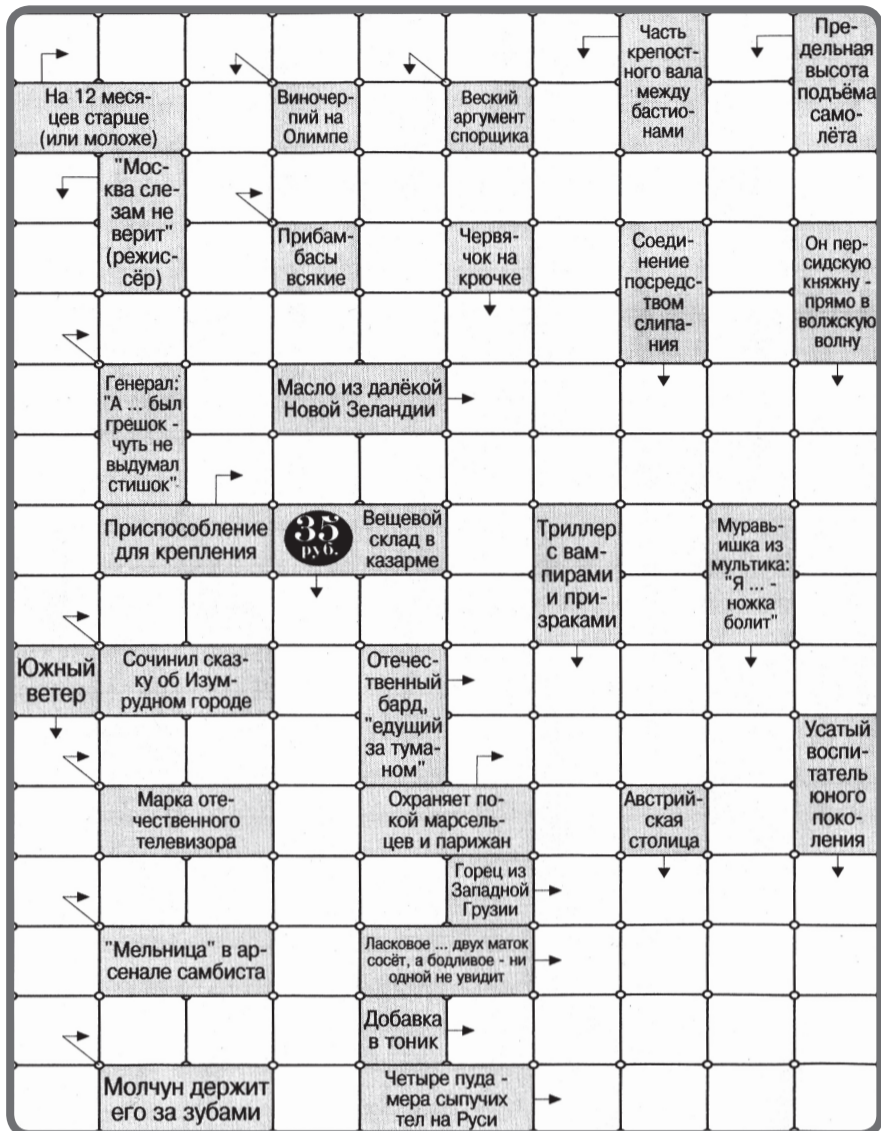 Часть
крепост-
ного вала
между
бастио-
нами
Пре-
дельная
высота
подъёма
само-
лёта
На 12 меся-
цев старше
(или моложе)
Виночер-
пий на
Олимпе
Веский
аргумент
спорщика
"Мос-
ква сле-
зам не
верит"
(режис-
сёр)
Прибам-
басы
всякие
Червя-
чок на
крючке
Соеди-
нение
посредс-
твом
слипа-
ния
Он пер-
сидскую
княжну -
прямо в
волжскую
волну
Генерал:
"А ... был
грешок -
чуть не
выдумал
стишок"
Масло из далёкой
Новой Зеландии
Приспособление
для крепления
35
руб.
Вещевой
склад в
казарме
Триллер
с вам-
пирами
и при-
зраками
Муравь-
ишка из
мультика:
"Я ... -
ножка
болит"
Южный
ветер
Сочинил сказ-
ку об Изум-
рудном городе
Отечес-
твенный
бард,
"едущий
за тума-
ном"
Усатый
воспи-
татель
юного
поко-
ления
Марка оте-
чественного
телевизора
Охраняет по-
кой марсель-
цев и парижан
Австрий-
ская
столица
Горец из
Западной
Грузии
"Мельница" в ар-
сенале самбиста
Ласковое ... двух маток
сосёт, а бодливое - ни
одной не увидит
Добавка
в тоник
Молчун держит
его за зубами
Четыре пуда -
мера сыпучих
тел на Руси